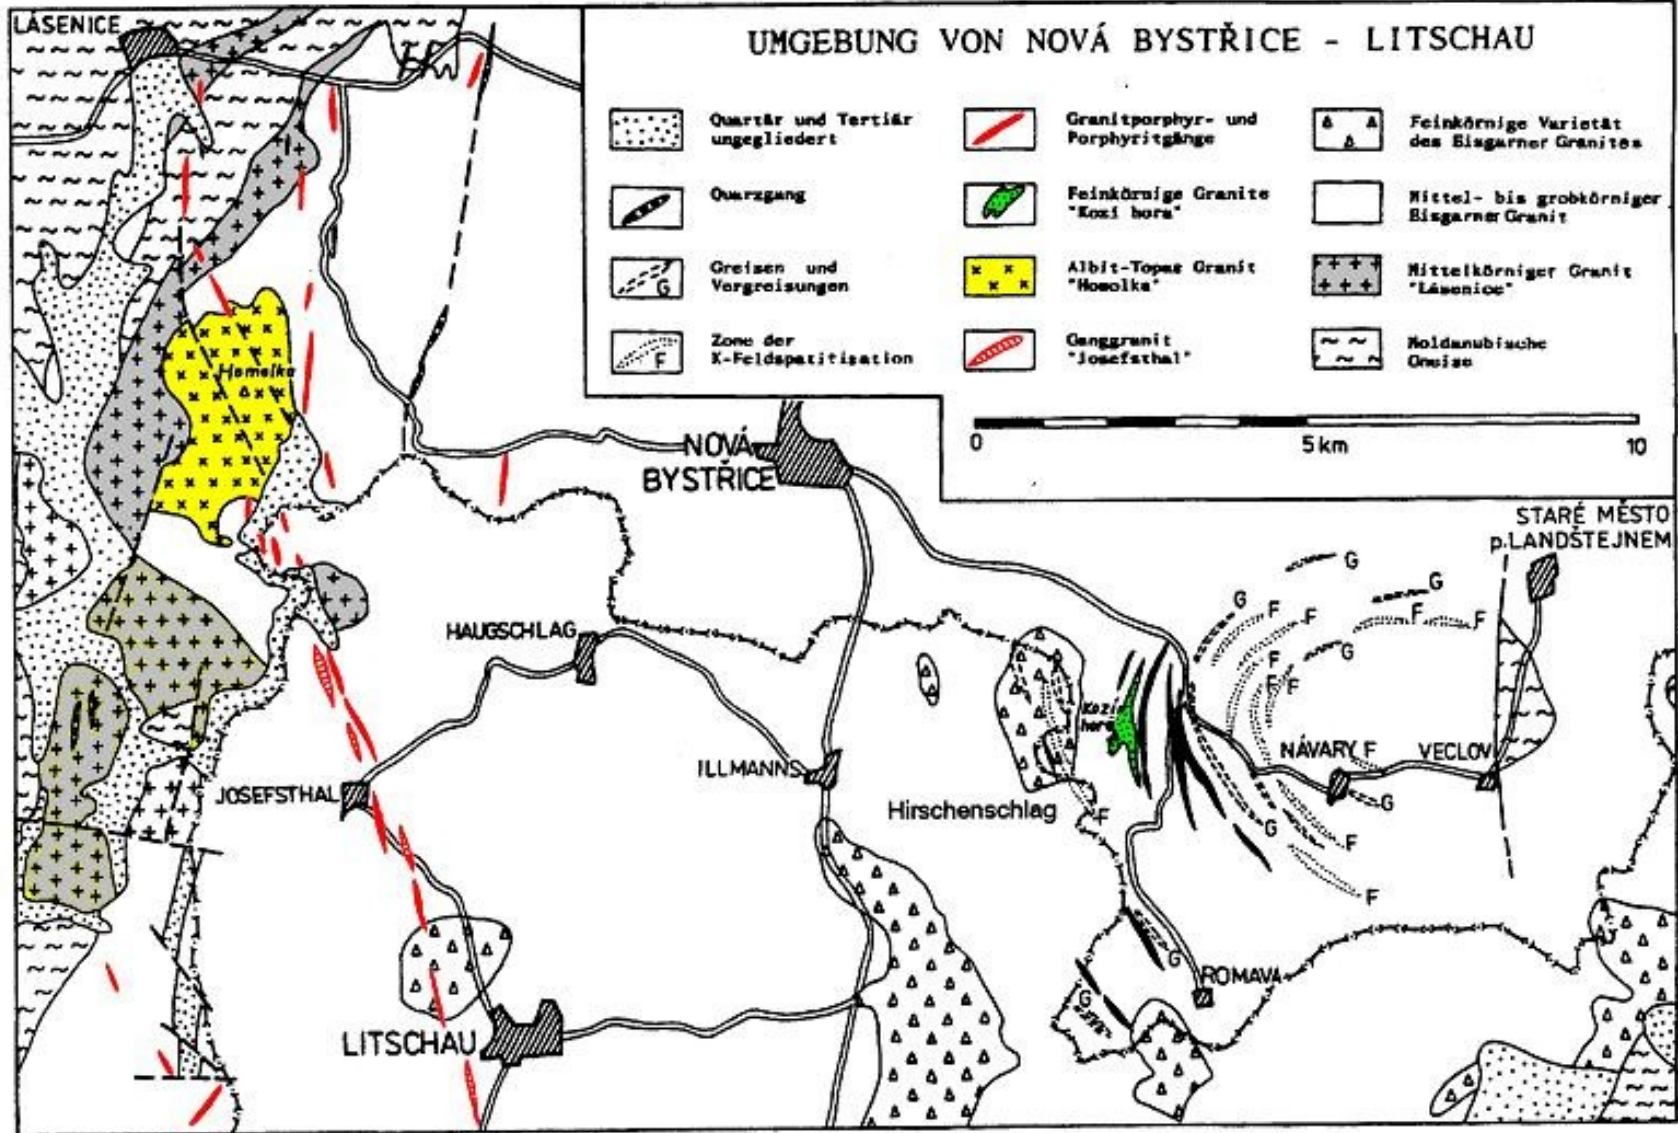 LÁSENICE
UMGEBUNG VON NOVÁ BYSTŘICE - LITSCHAU
Quartär und Tertiär
ungegliedert
Quarzgang
Greisen und
Vergreisungen
G
Zone der
K-Feldspatitisation
F
Granitporphyr- und
Porphyritgänge
Feinkörnige Granite
"Kozi hora"
Albit-Topas Granit
"Homolka"
Ganggranit
"Josefsthal"
Feinkörnige Varietät
des Eisgarner Granites
Mittel- bis grobkörniger
Eisgarner Granit
Mittelkörniger Granit
"Lásenice"
Moldanubische
Gneise
0
5 km
10
Homolka
NOVÁ
BYSTŘICE
STARÉ MĚSTO
p.LANDŠTEJNEM
G
G
G
F
F
F
F
F
G
F
F
HAUGSCHLAG
Kozi
hora
ILLMANNS
NÁVARY
F
VECLOV
JOSEFSTHAL
Hirschenschlag
F
G
G
F
F
G
ROMAVA
G
LITSCHAU